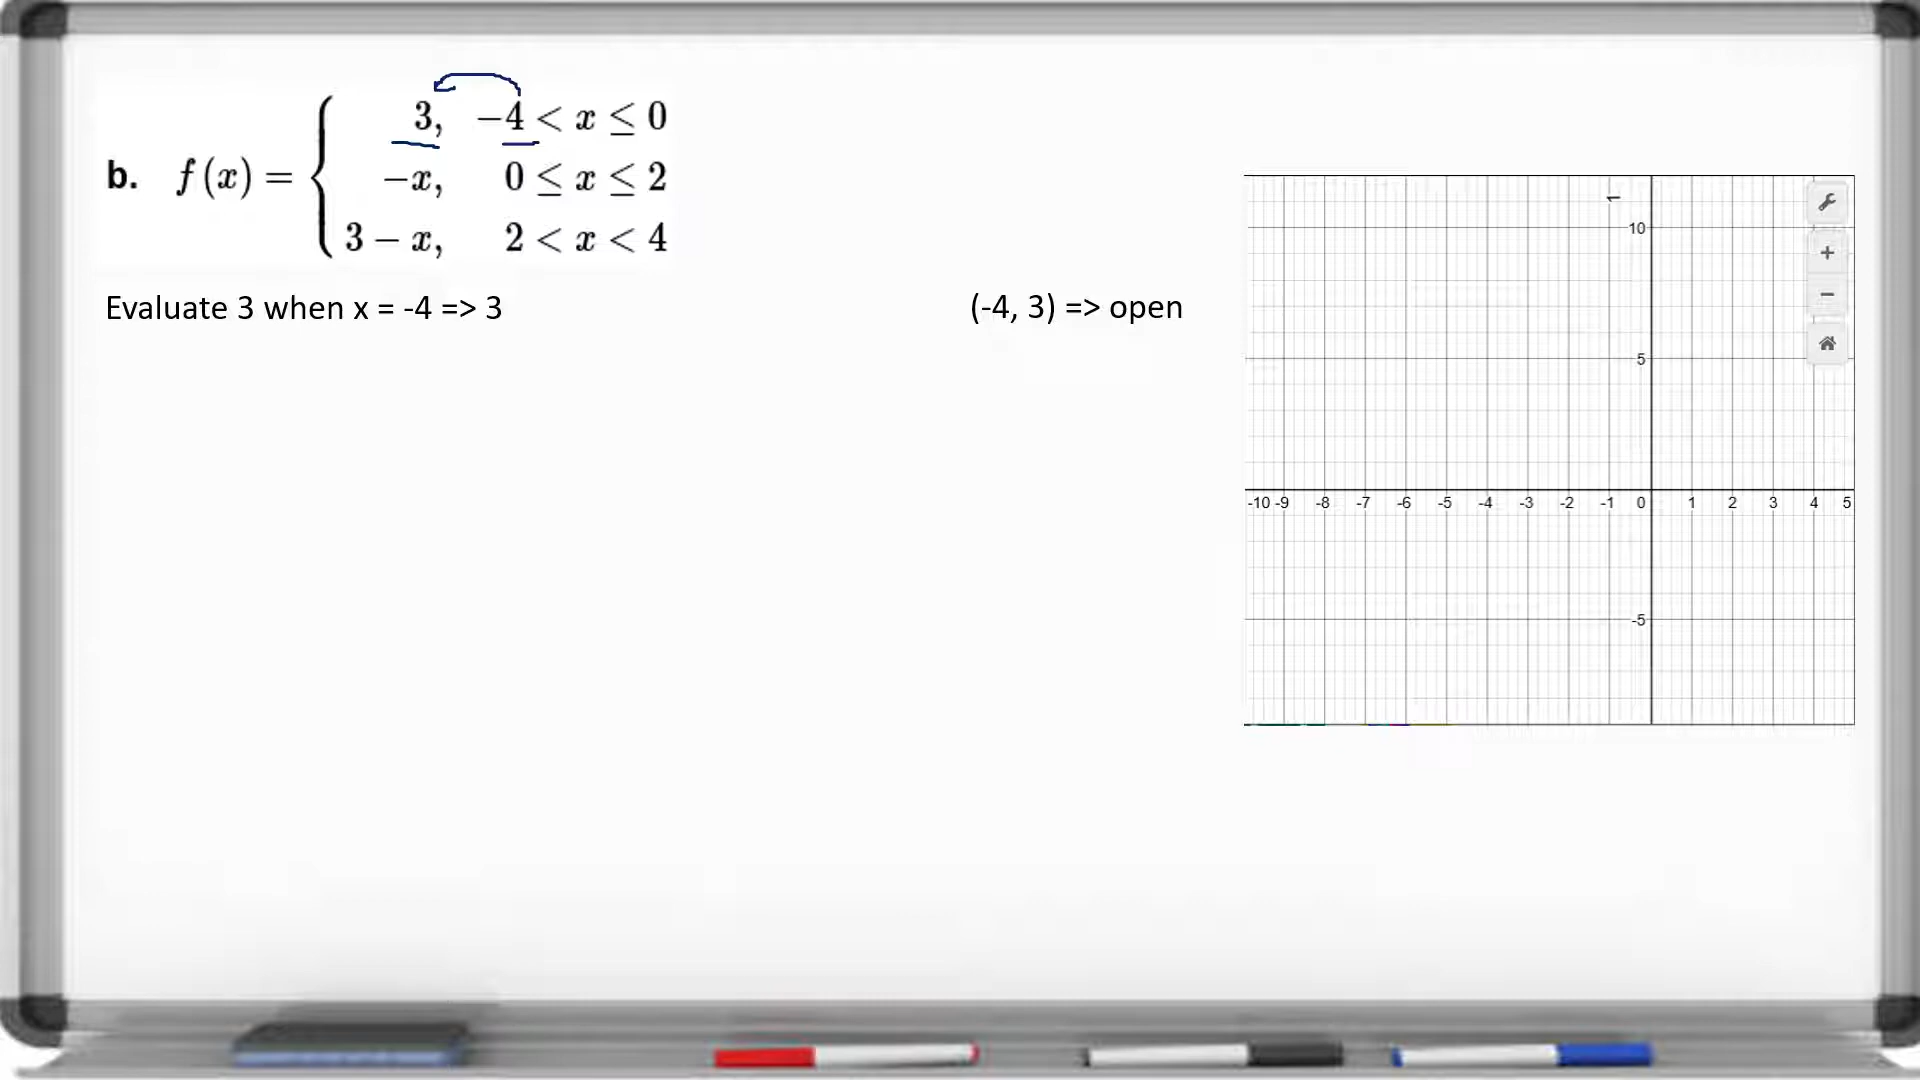 3, −4 < x ≤ 0
b. f(x) = { −x, 0 ≤ x ≤ 2
3 − x, 2 < x < 4
Evaluate 3 when x = -4 => 3
(-4, 3) => open
10
5
-10 -9 -8 -7 -6 -5 -4 -3 -2 -1 0 1 2 3 4 5
-5